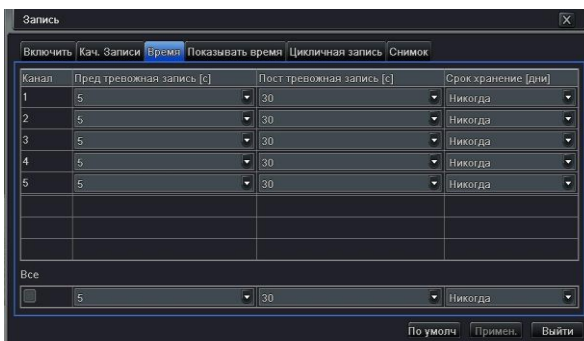 Запись
Включить Кач. Записи Время Показывать время Цикличная запись Снимок
Канал Пред тревожная запись [с] Пост тревожная запись [с] Срок хранение [дни]
1 5 30 Никогда
2 5 30 Никогда
3 5 30 Никогда
4 5 30 Никогда
5 5 30 Никогда
Все
5 30 Никогда
По умолч Примен. Выйти